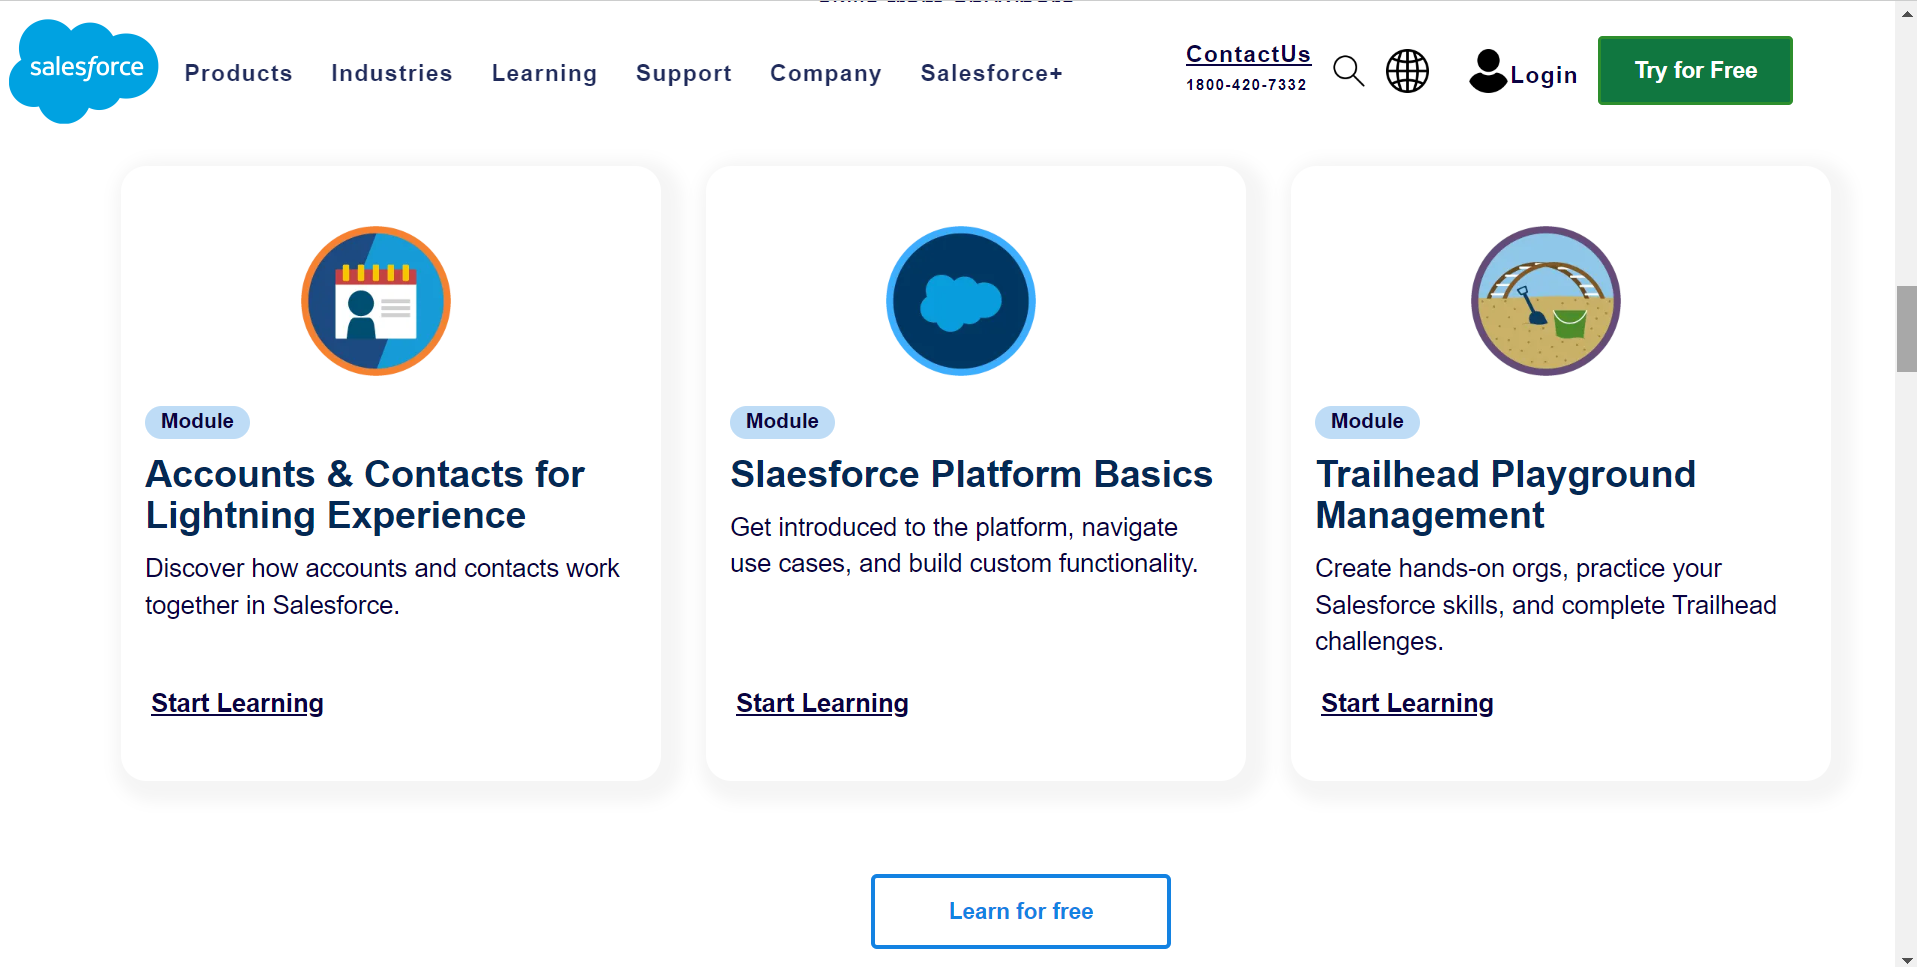 salesforce
Products Industries Learning Support Company Salesforce+
ContactUs
1800-420-7332
Login
Try for Free
Module
Accounts & Contacts for
Lightning Experience
Discover how accounts and contacts work
together in Salesforce.
Start Learning
Module
Slaesforce Platform Basics
Get introduced to the platform, navigate
use cases, and build custom functionality.
Start Learning
Module
Trailhead Playground
Management
Create hands-on orgs, practice your
Salesforce skills, and complete Trailhead
challenges.
Start Learning
Learn for free